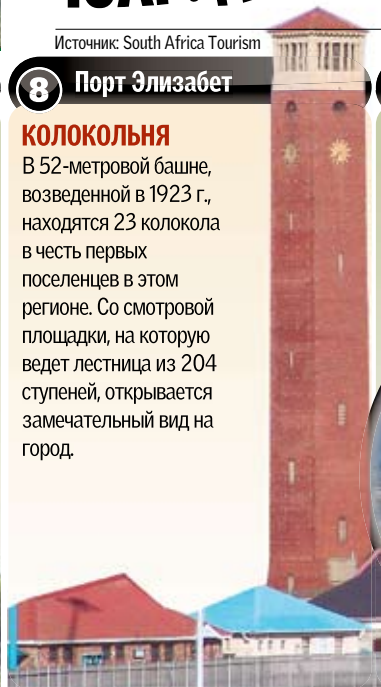 Источник: South Africa Tourism
8 Порт Элизабет
КОЛОКОЛЬНЯ
В 52-метровой башне,
возведенной в 1923 г.,
находятся 23 колокола
в честь первых
поселенцев в этом
регионе. Со смотровой
площадки, на которую
ведет лестница из 204
ступеней, открывается
замечательный вид на
город.